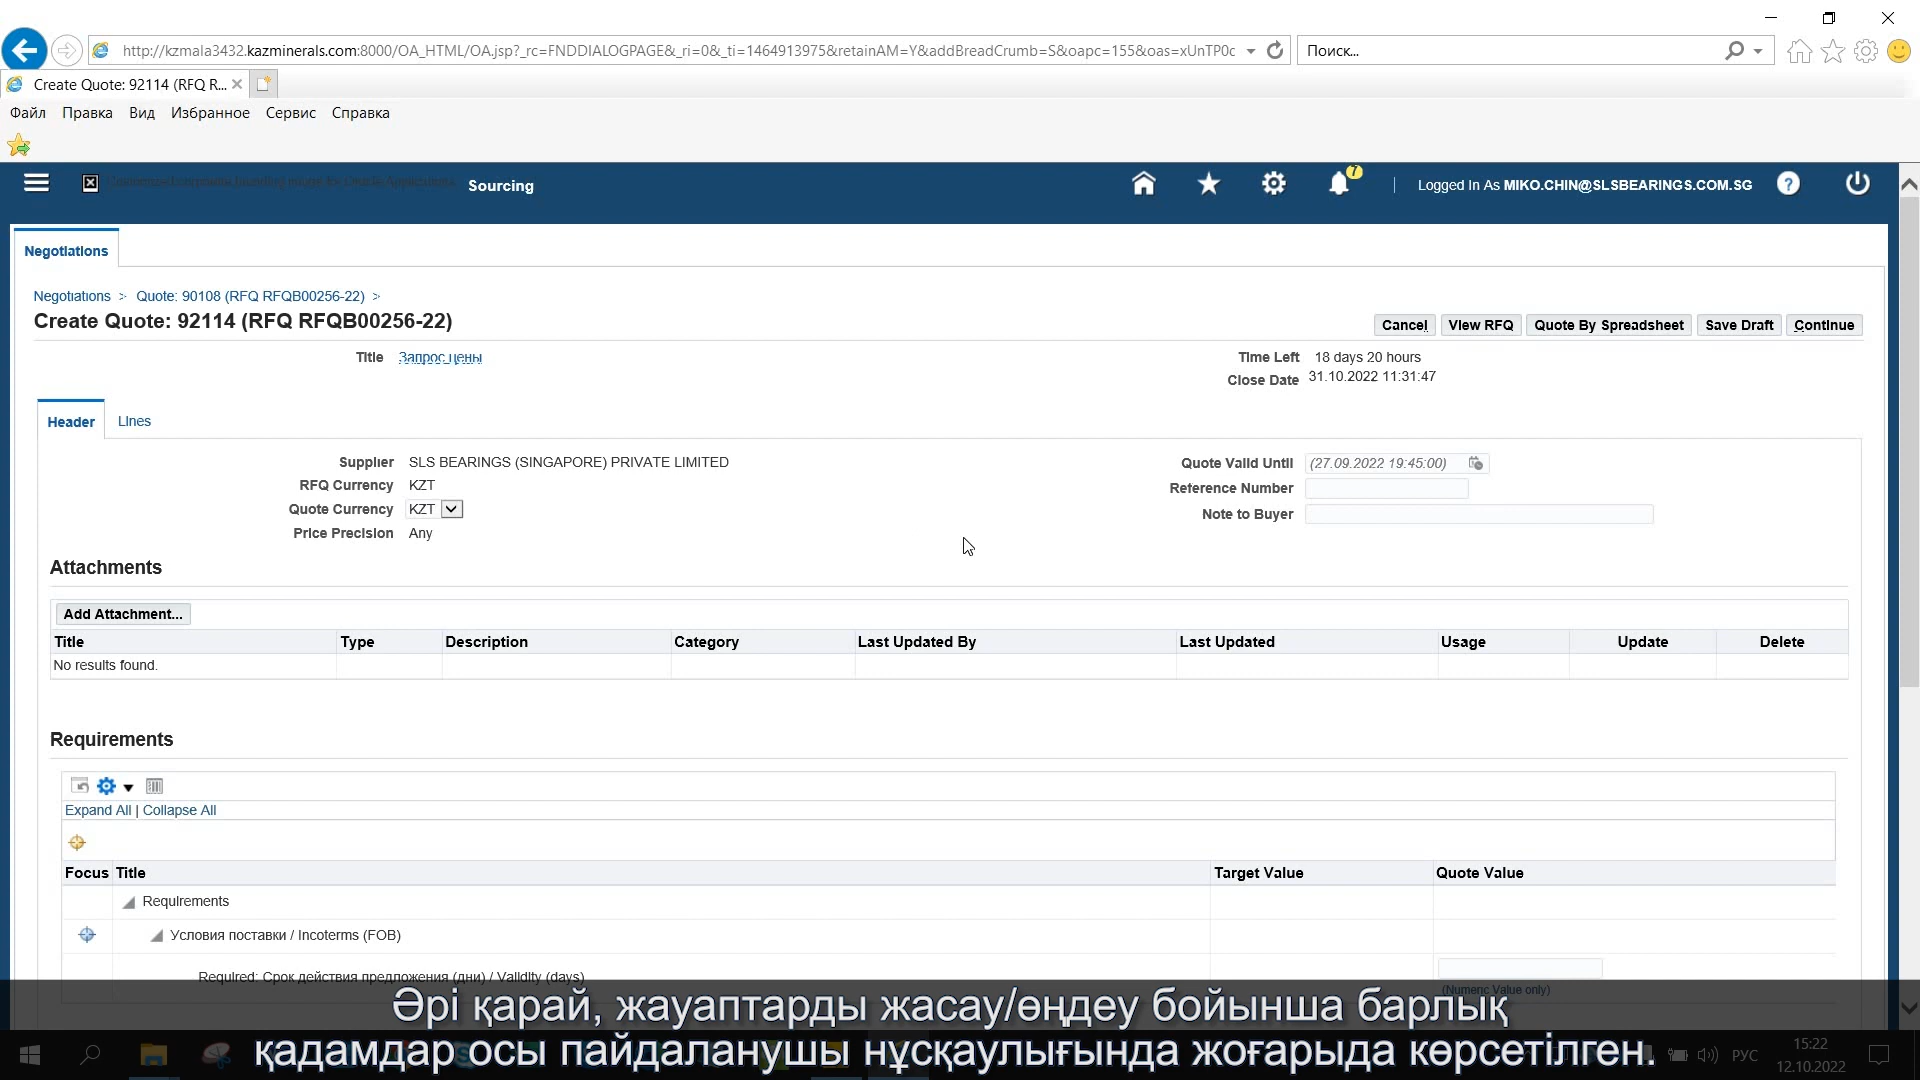 http://kzmala3432.kazminerals.com:8000/OA_HTML/OA.jsp?_rc=FNDDIALOGPAGE&_ri=0&_ti=1464913975&retainAM=Y&addBreadCrumb=S&oapc=155&oas=xUnTP0c
Поиск...
Create Quote: 92114 (RFQ R...
Файл Правка Вид Избранное Сервис Справка
Sourcing
7
Logged In As MIKO.CHIN@SLSBEARINGS.COM.SG
Negotiations
Negotiations > Quote: 90108 (RFQ RFQB00256-22) >
Create Quote: 92114 (RFQ RFQB00256-22)
Cancel View RFQ Quote By Spreadsheet Save Draft Continue
Title Запрос цены
Time Left 18 days 20 hours
Close Date 31.10.2022 11:31:47
Header Lines
Supplier SLS BEARINGS (SINGAPORE) PRIVATE LIMITED
RFQ Currency KZT
Quote Currency KZT
Price Precision Any
Quote Valid Until (27.09.2022 19:45:00)
Reference Number
Note to Buyer
Attachments
Add Attachment...
Title Type Description Category Last Updated By Last Updated Usage Update Delete
No results found.
Requirements
Expand All | Collapse All
Focus Title Target Value Quote Value
Requirements
Условия поставки / Incoterms (FOB)
Required: Срок действия предложения (дни) / Validity (days)
(Numeric Value only)
Әрі қарай, жауаптарды жасау/өңдеу бойынша барлық
қадамдар осы пайдаланушы нұсқаулығында жоғарыда көрсетілген.
РУС
15:22
12.10.2022